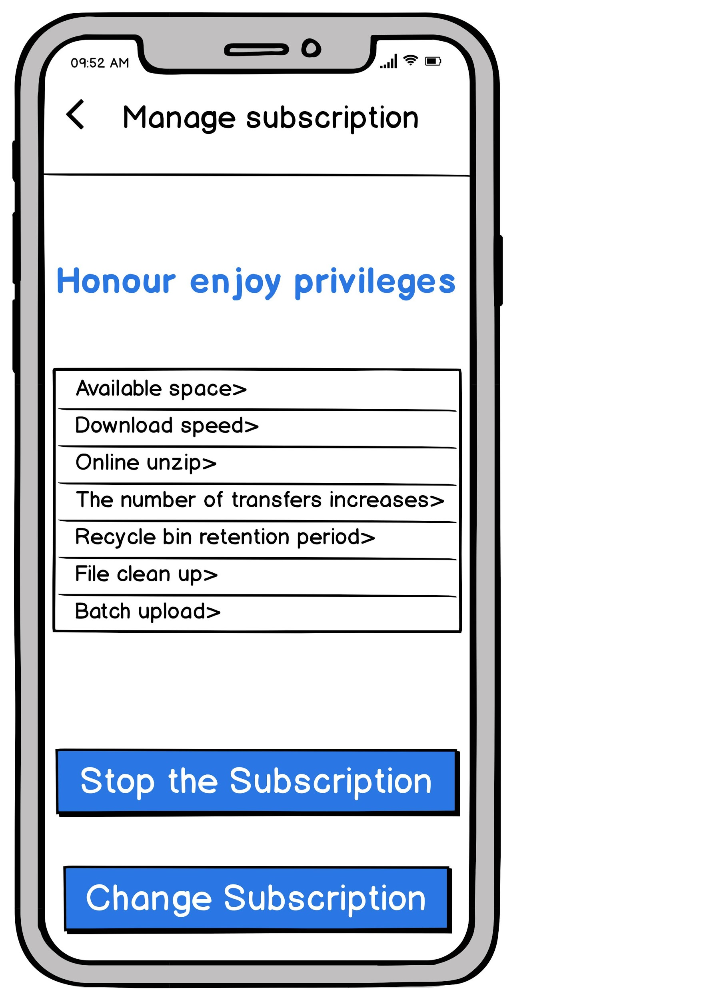 09:52 AM
Manage subscription
Honour enjoy privileges
Available space>
Download speed>
Online unzip>
The number of transfers increases>
Recycle bin retention period>
File clean up>
Batch upload>
Stop the Subscription
Change Subscription